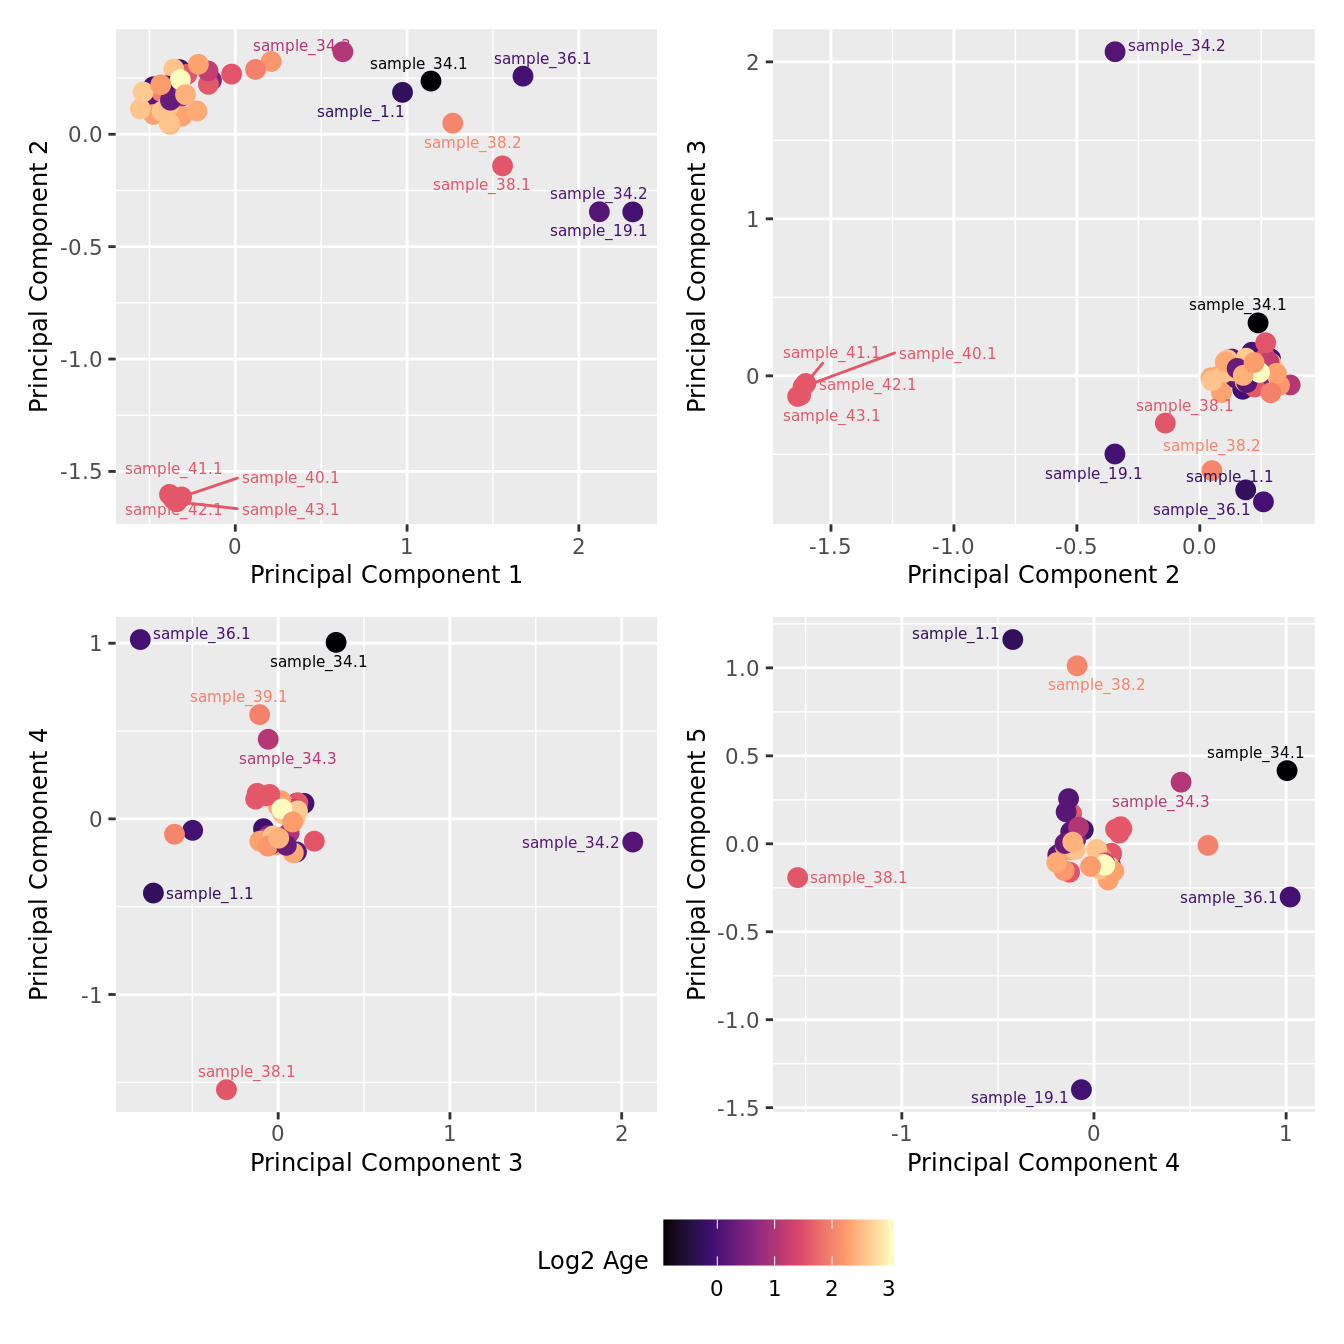 sample_34.3
sample_34.1
sample_36.1
sample_1.1
sample_38.2
sample_38.1
sample_34.2
sample_19.1
sample_41.1
sample_40.1
sample_42.1
sample_43.1
0.0
-0.5
-1.0
-1.5
0
1
2
Principal Component 2
Principal Component 1
sample_34.2
sample_34.1
sample_41.1
sample_40.1
sample_42.1
sample_43.1
sample_38.1
sample_38.2
sample_19.1
sample_1.1
sample_36.1
2
1
0
-1.5
-1.0
-0.5
0.0
Principal Component 3
Principal Component 2
sample_36.1
sample_34.1
sample_39.1
sample_34.3
sample_34.2
sample_1.1
sample_38.1
1
0
-1
0
1
2
Principal Component 4
Principal Component 3
sample_1.1
sample_38.2
sample_34.1
sample_34.3
sample_38.1
sample_36.1
sample_19.1
1.0
0.5
0.0
-0.5
-1.0
-1.5
-1
0
1
Principal Component 5
Principal Component 4
Log2 Age
0
1
2
3